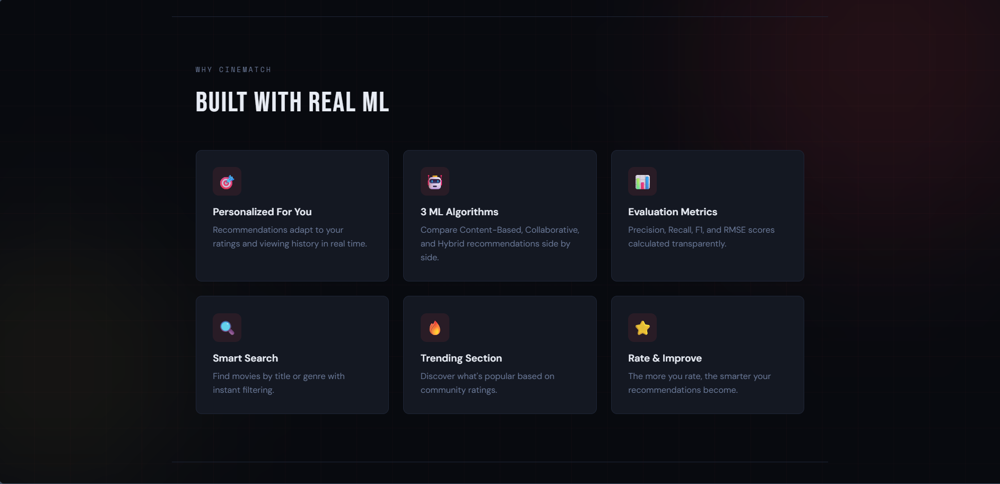 WHY CINEMATCH
BUILT WITH REAL ML
Personalized For You
Recommendations adapt to your
ratings and viewing history in real time.
3 ML Algorithms
Compare Content-Based, Collaborative,
and Hybrid recommendations side by
side.
Evaluation Metrics
Precision, Recall, F1, and RMSE scores
calculated transparently.
Smart Search
Find movies by title or genre with
instant filtering.
Trending Section
Discover what's popular based on
community ratings.
Rate & Improve
The more you rate, the smarter your
recommendations become.